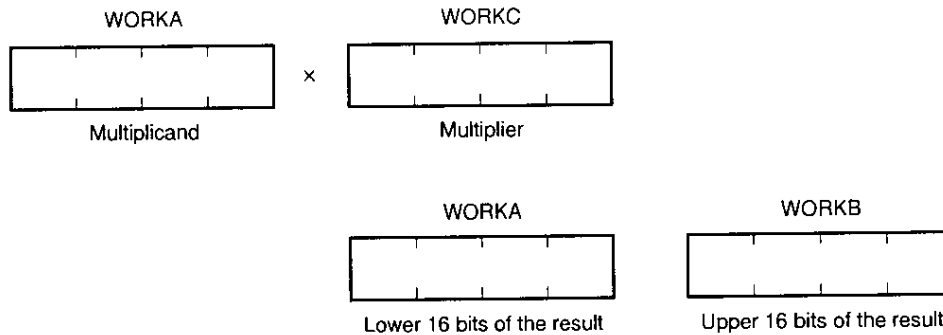 WORKA
WORKC
×
Multiplicand
Multiplier
WORKA
WORKB
Lower 16 bits of the result
Upper 16 bits of the result